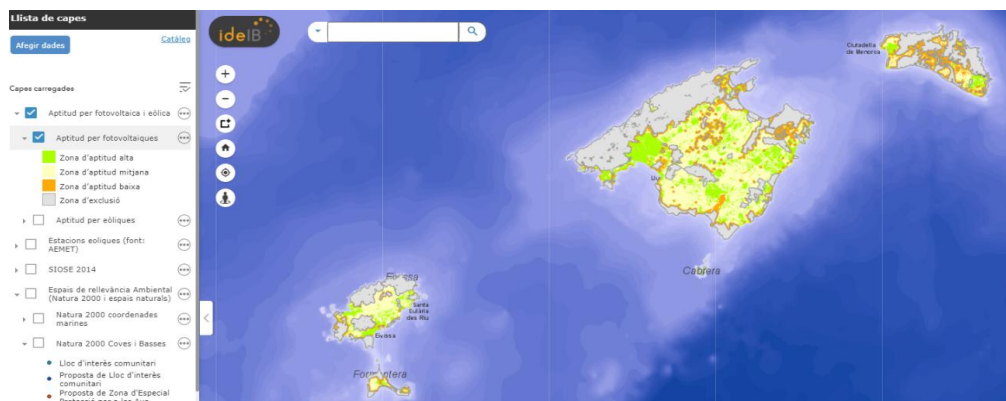 Llista de capes
Afegir dades
Catàleg
Capes carregades
Aptitud per fotovoltaica i eòlica
Aptitud per fotovoltaiques
Zona d'aptitud alta
Zona d'aptitud mitjana
Zona d'aptitud baixa
Zona d'exclusió
Aptitud per eòliques
Estacions eoliques (font:
AEMET)
SIOSE 2014
Espais de rellevància Ambiental
(Natura 2000 i espais naturals)
Natura 2000 coordenades
marines
Natura 2000 Coves i Basses
Lloc d'interès comunitari
Proposta de Lloc d'interès
comunitari
Proposta de Zona d'Especial
ideIB
Ciutadella
de Menorca
Cabrera
Eivissa
Santa
Eulària
des Riu
Eivissa
Formentera